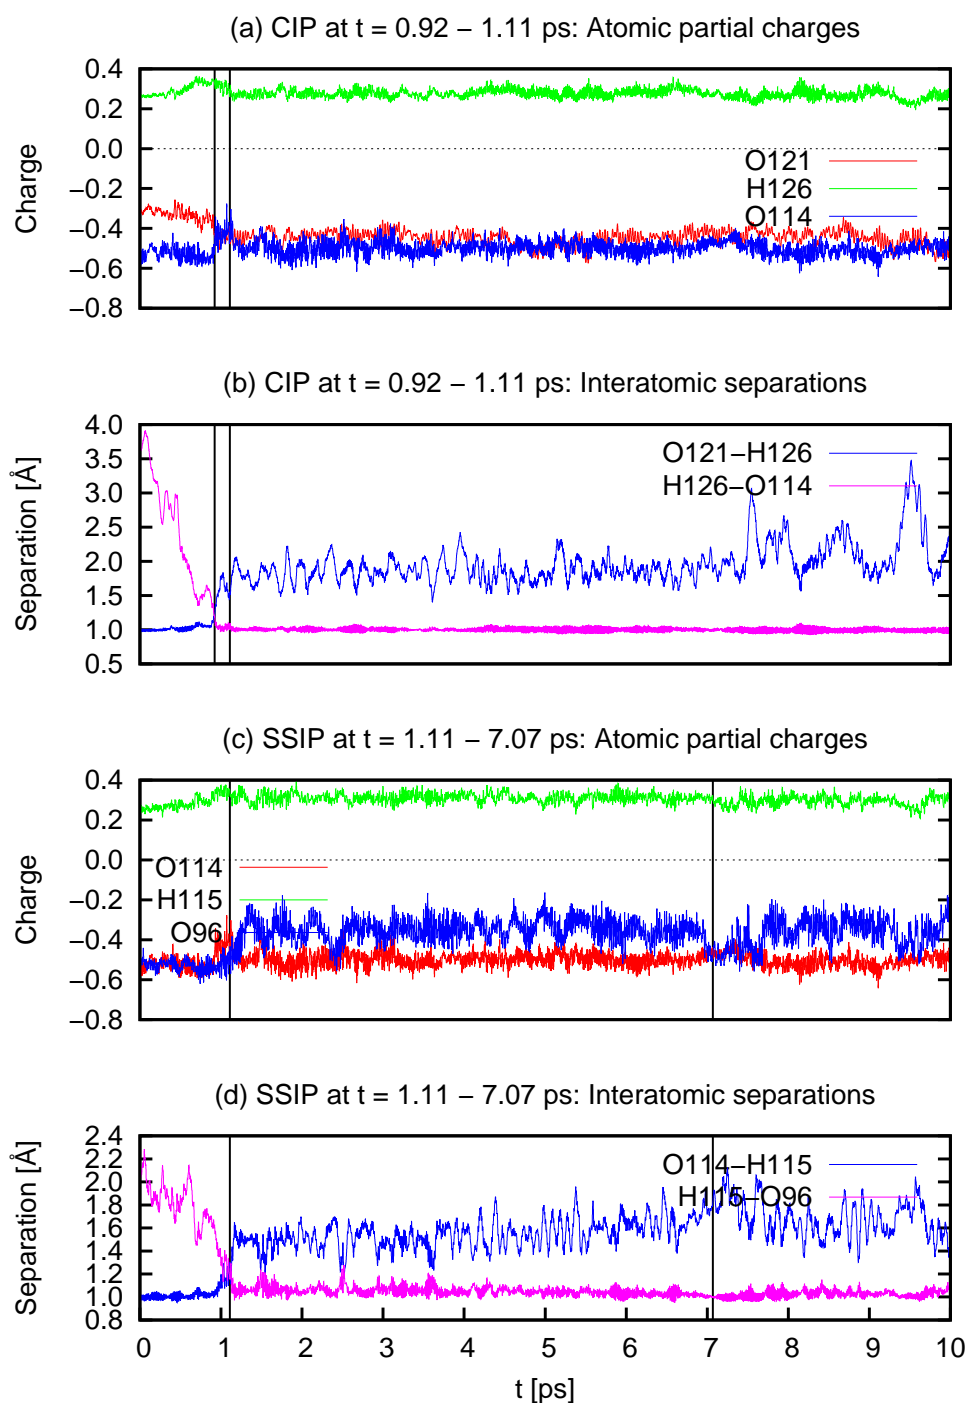 (a) CIP at t = 0.92 – 1.11 ps: Atomic partial charges
0.4
0.2
0.0
−0.2
−0.4
−0.6
−0.8
Charge
O121
H126
O114
(b) CIP at t = 0.92 – 1.11 ps: Interatomic separations
4.0
3.5
3.0
2.5
2.0
1.5
1.0
0.5
Separation [Å]
O121−H126
H126−O114
(c) SSIP at t = 1.11 – 7.07 ps: Atomic partial charges
0.4
0.2
0.0
−0.2
−0.4
−0.6
−0.8
Charge
O114
H115
O96
(d) SSIP at t = 1.11 – 7.07 ps: Interatomic separations
2.4
2.2
2.0
1.8
1.6
1.4
1.2
1.0
0.8
Separation [Å]
O114−H115
H115−O96
0 1 2 3 4 5 6 7 8 9 10
t [ps]